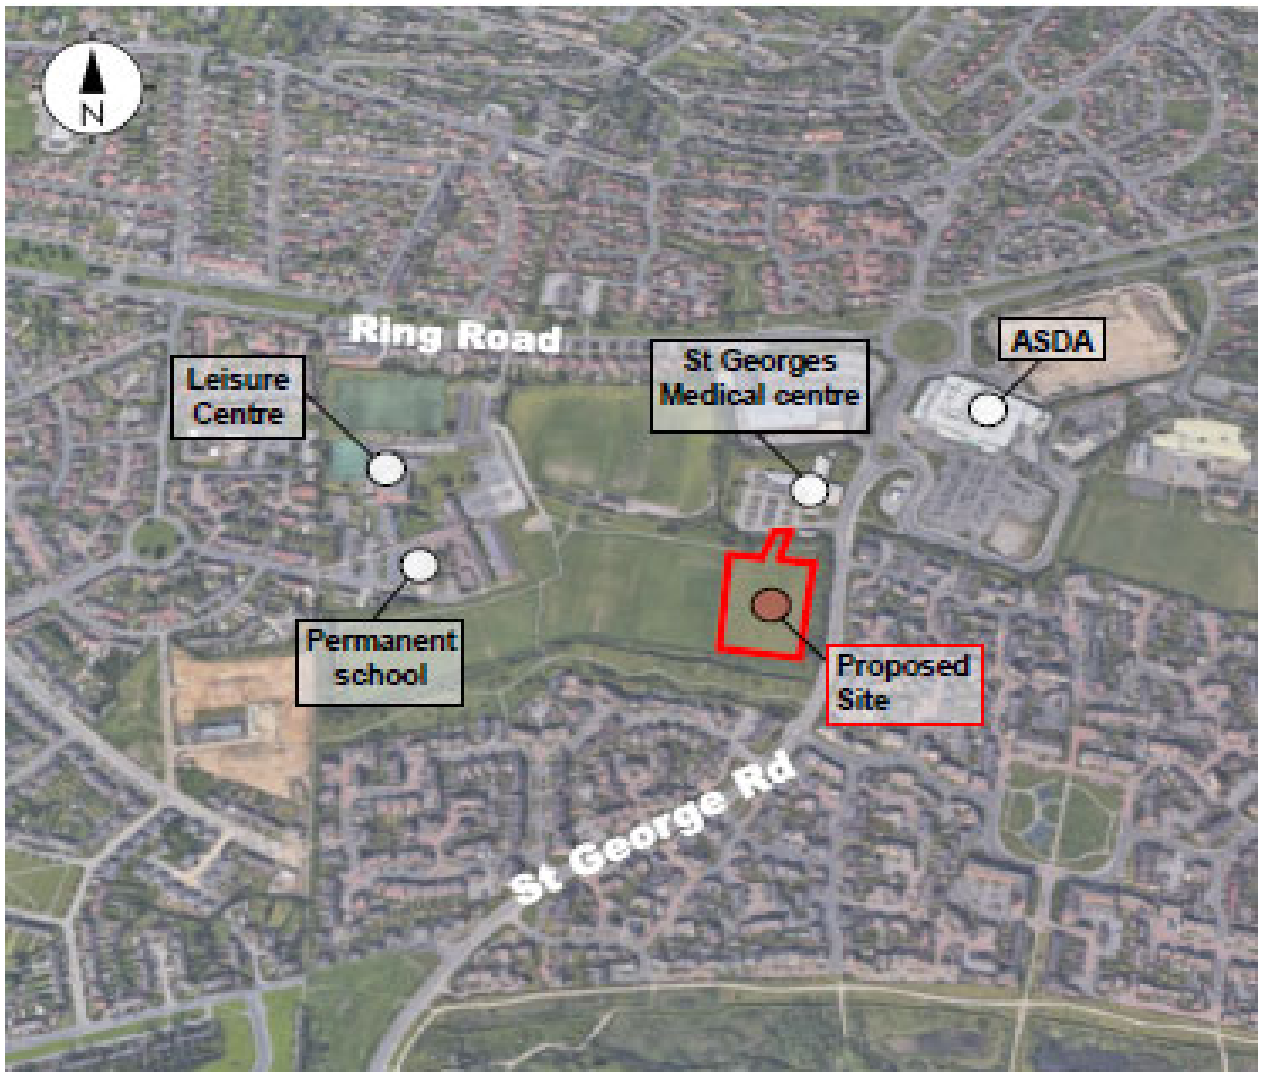 N
Ring Road
ASDA
St Georges
Medical centre
Leisure
Centre
Permanent
school
Proposed
Site
St George Rd